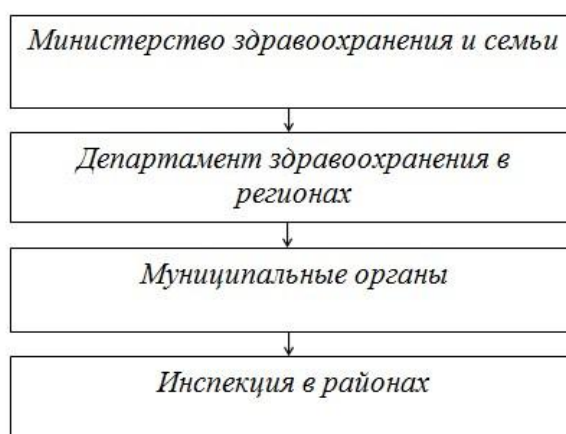 Министерство здравоохранения и семьи
Департамент здравоохранения в
регионах
Муниципальные органы
Инспекция в районах